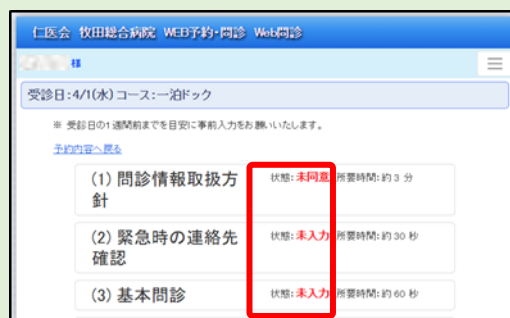 仁医会 牧田総合病院 WEB予約・問診 Web問診
様
受診日:4/1(水)コース:一泊ドック
※ 受診日の1週間前までを目安に事前入力をお願いいたします。
予約内容へ戻る
(1) 問診情報取扱方針 状態:未同意 所要時間:約3 分
(2) 緊急時の連絡先確認 状態:未入力 所要時間:約30 秒
(3) 基本問診 状態:未入力 所要時間:約60 秒